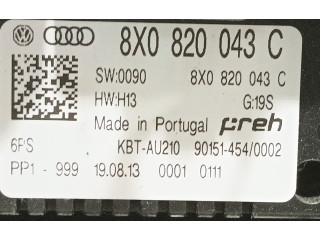 8X0 820 043 C
SW:0090 8X0 820 043 C
HW:H13 G:19S
Made in Portugal preh
6PS KBT-AU210 90151-454/0002
PP1 - 999 19.08.13 0001 0111